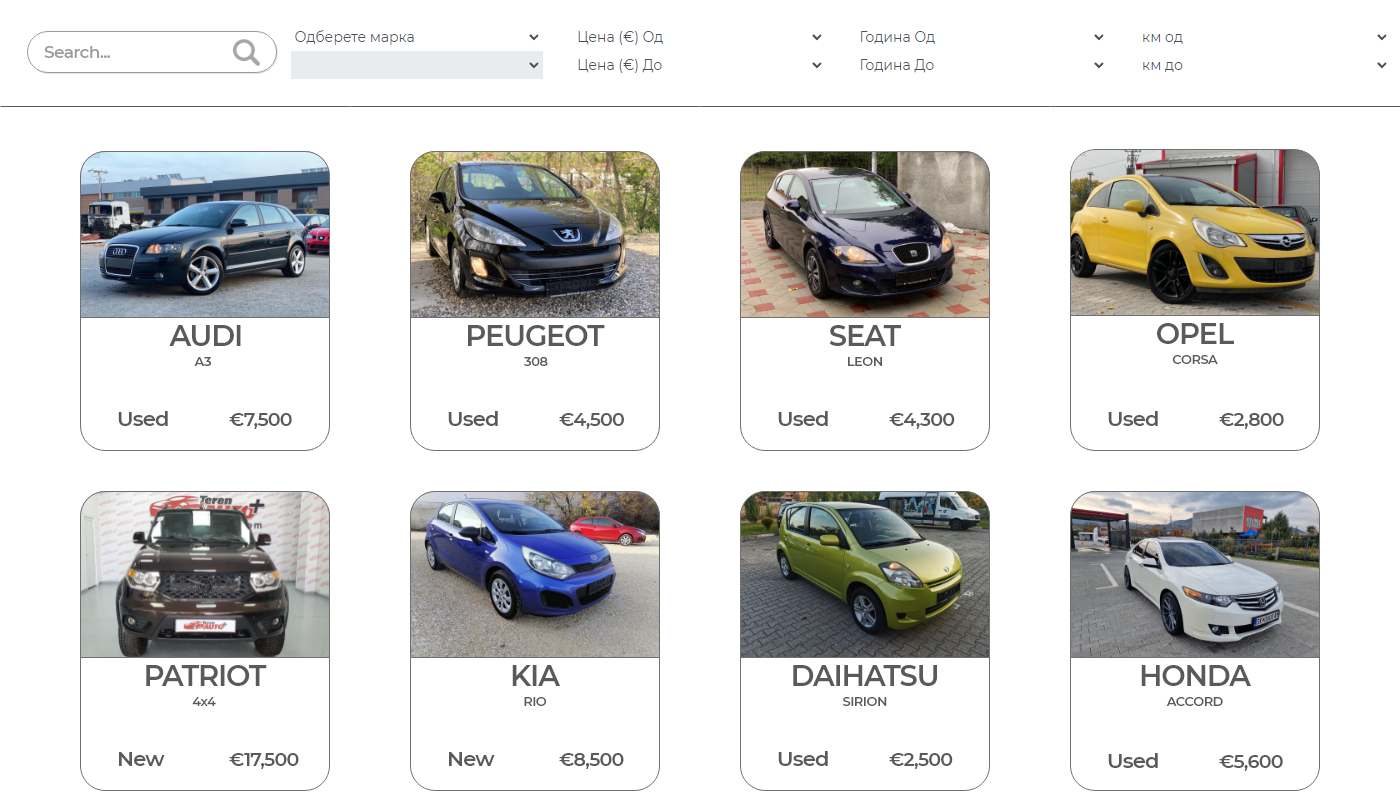 Search...
Одберете марка
Цена (€) Од
Година Од
км од
Цена (€) До
Година До
км до
AUDI
A3
Used €7,500
PEUGEOT
308
Used €4,500
SEAT
LEON
Used €4,300
OPEL
CORSA
Used €2,800
Teren
AUTO+
PATRIOT
4x4
New €17,500
KIA
RIO
New €8,500
DAIHATSU
SIRION
Used €2,500
HONDA
ACCORD
Used €5,600